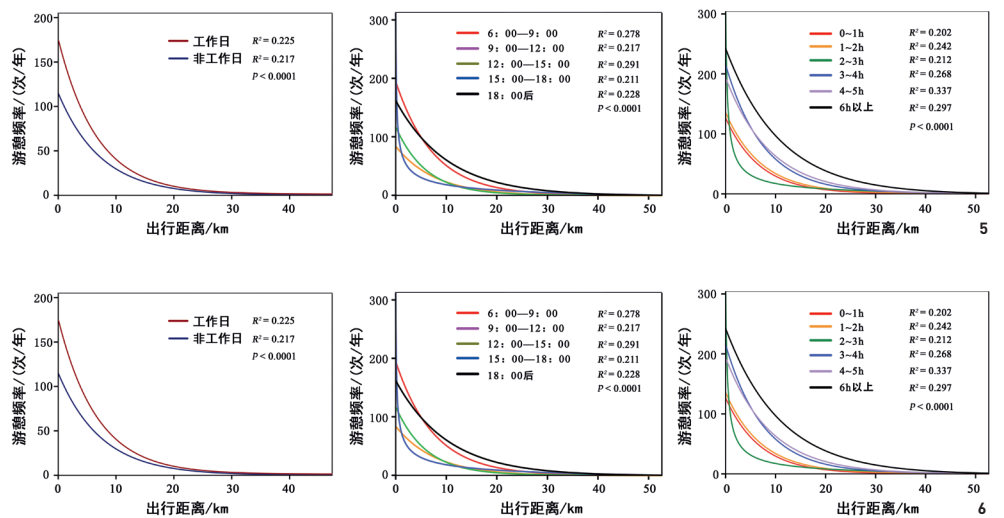 200
150
100
50
0
0 10 20 30 40
游憩频率/(次/年)
出行距离/km
工作日 R²= 0.225
非工作日 R²= 0.217
P < 0.0001
300
200
100
0
0 10 20 30 40 50
游憩频率/(次/年)
出行距离/km
6：00—9：00 R²= 0.278
9：00—12：00 R²= 0.217
12：00—15：00 R²= 0.291
15：00—18：00 R²= 0.211
18：00后 R²= 0.228
P < 0.0001
300
200
100
0
0 10 20 30 40 50
游憩频率/(次/年)
出行距离/km
0~1h R²= 0.202
1~2h R²= 0.242
2~3h R²= 0.212
3~4h R²= 0.268
4~5h R²= 0.337
6h以上 R²= 0.297
P < 0.0001
5
200
150
100
50
0
0 10 20 30 40
游憩频率/(次/年)
出行距离/km
工作日 R²= 0.225
非工作日 R²= 0.217
P < 0.0001
300
200
100
0
0 10 20 30 40 50
游憩频率/(次/年)
出行距离/km
6：00—9：00 R²= 0.278
9：00—12：00 R²= 0.217
12：00—15：00 R²= 0.291
15：00—18：00 R²= 0.211
18：00后 R²= 0.228
P < 0.0001
300
200
100
0
0 10 20 30 40 50
游憩频率/(次/年)
出行距离/km
0~1h R²= 0.202
1~2h R²= 0.242
2~3h R²= 0.212
3~4h R²= 0.268
4~5h R²= 0.337
6h以上 R²= 0.297
P < 0.0001
6